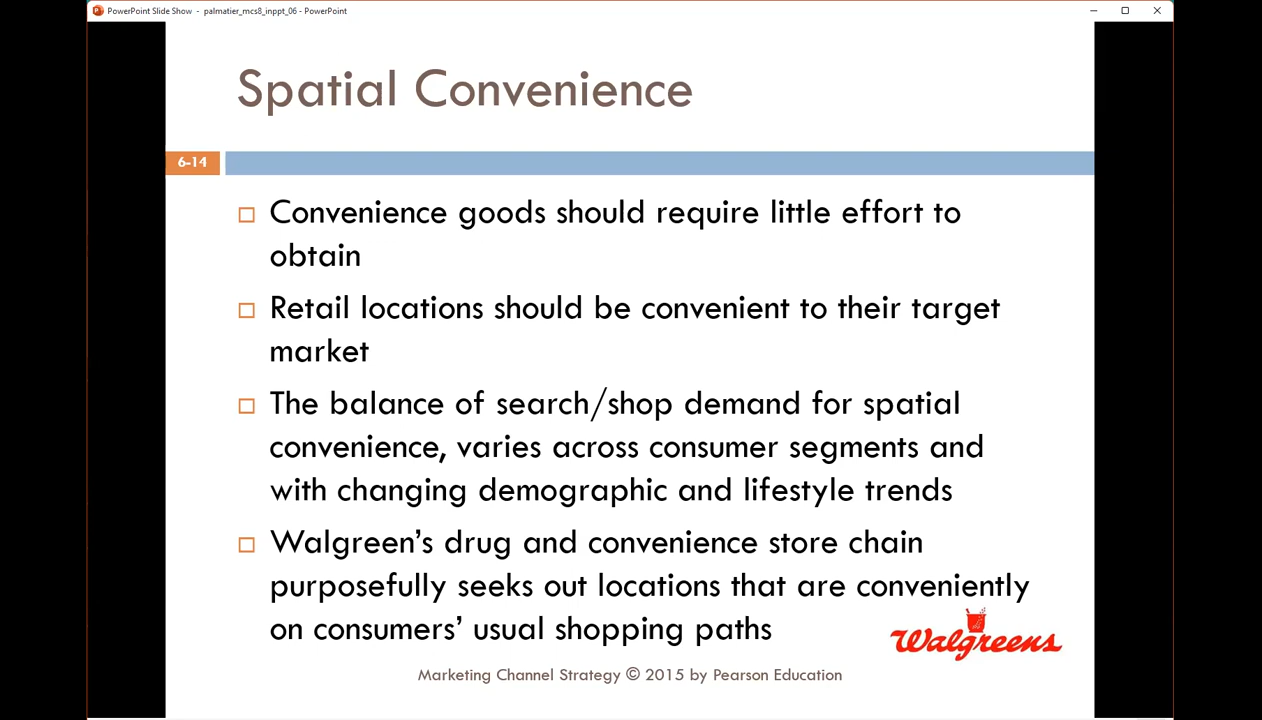 PowerPoint Slide Show - palmatier_mcs8_inppt_06 - PowerPoint
Spatial Convenience
6-14
Convenience goods should require little effort to
obtain
Retail locations should be convenient to their target
market
The balance of search/shop demand for spatial
convenience, varies across consumer segments and
with changing demographic and lifestyle trends
Walgreen’s drug and convenience store chain
purposefully seeks out locations that are conveniently
on consumers’ usual shopping paths
Walgreens
Marketing Channel Strategy © 2015 by Pearson Education